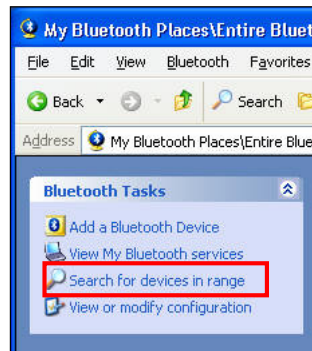 My Bluetooth Places\Entire Bluet
File Edit View Bluetooth Favorites
Back Search
Address My Bluetooth Places\Entire Blue
Bluetooth Tasks
Add a Bluetooth Device
View My Bluetooth services
Search for devices in range
View or modify configuration